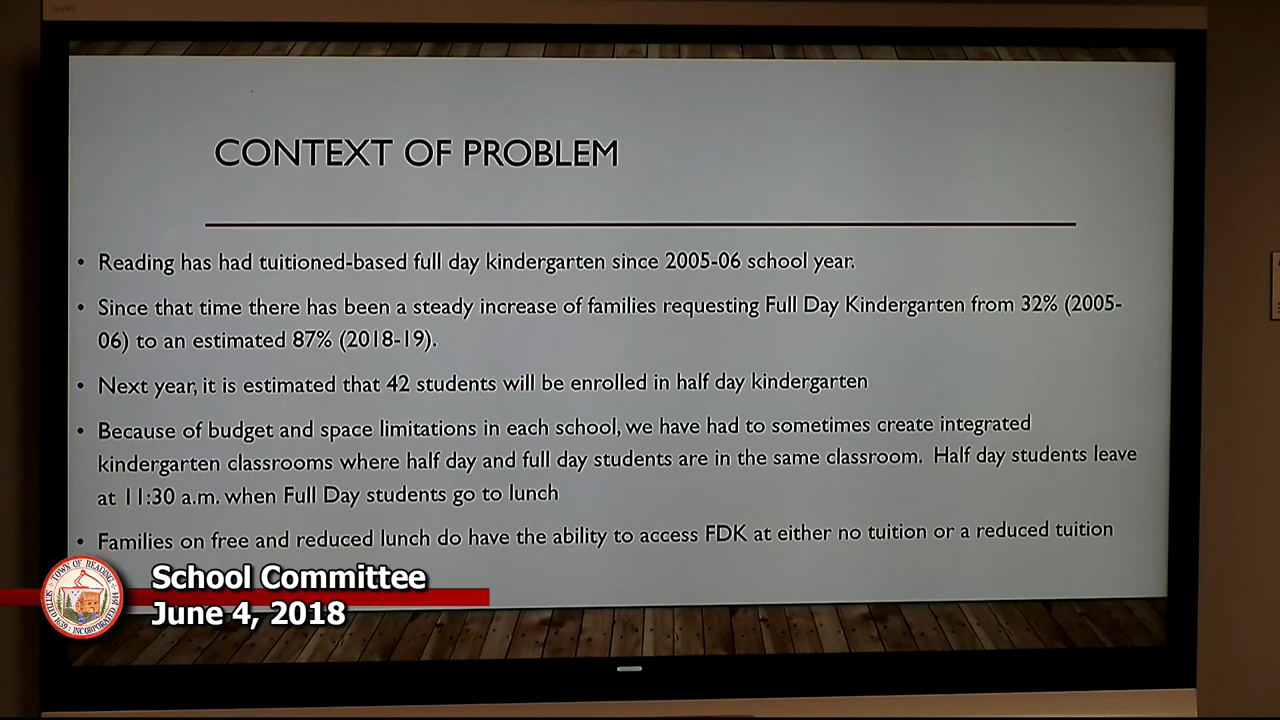 CONTEXT OF PROBLEM
• Reading has had tuitioned-based full day kindergarten since 2005-06 school year.
• Since that time there has been a steady increase of families requesting Full Day Kindergarten from 32% (2005-
06) to an estimated 87% (2018-19).
• Next year, it is estimated that 42 students will be enrolled in half day kindergarten
• Because of budget and space limitations in each school, we have had to sometimes create integrated
kindergarten classrooms where half day and full day students are in the same classroom. Half day students leave
at 11:30 a.m. when Full Day students go to lunch
• Families on free and reduced lunch do have the ability to access FDK at either no tuition or a reduced tuition
TOWN OF READING
School Committee
June 4, 2018